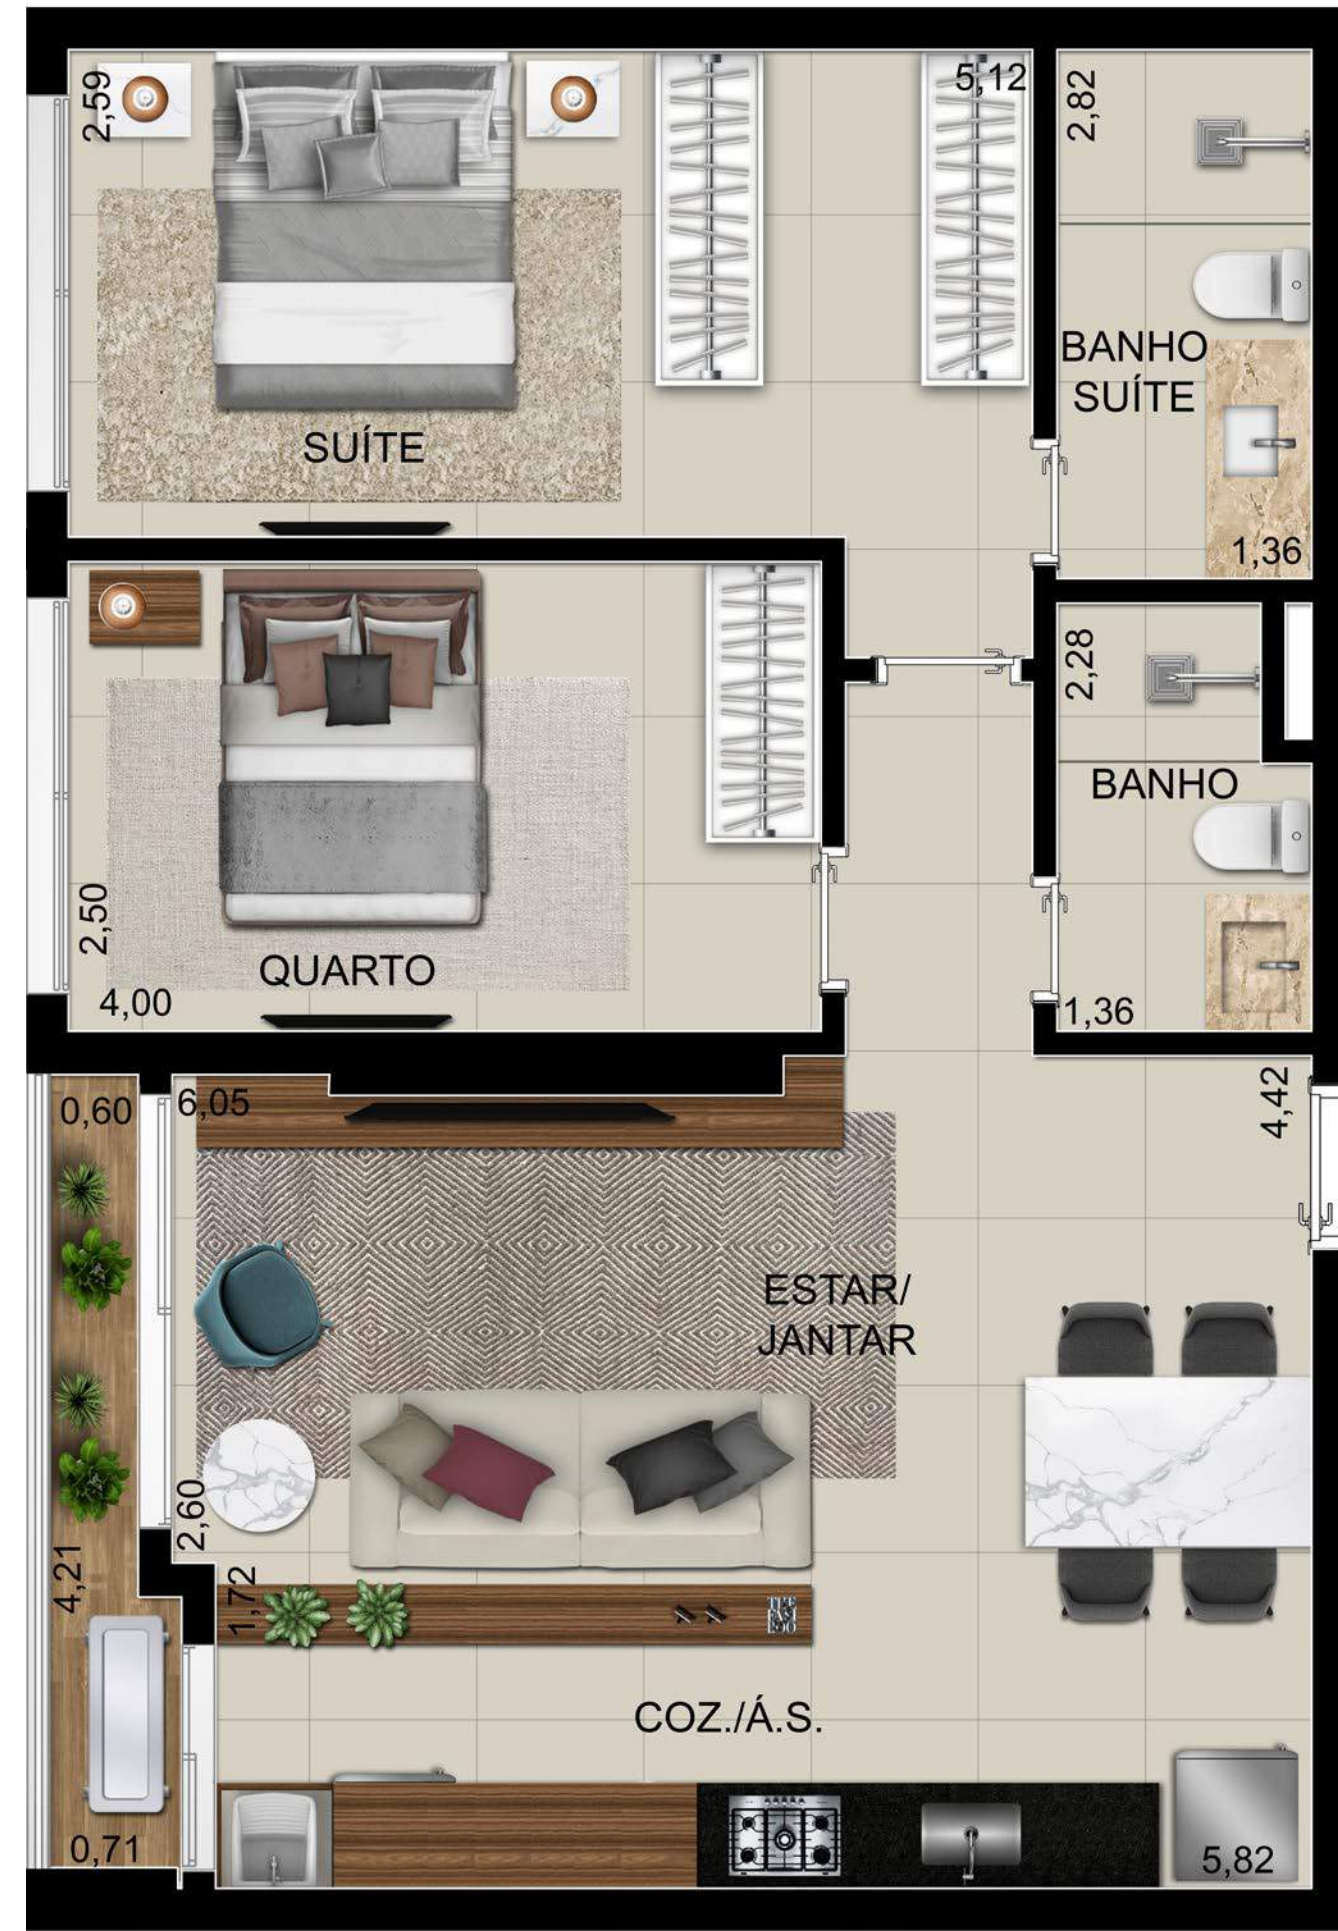 2,59
5,12
2,82
BANHO
SUÍTE
SUÍTE
1,36
2,28
BANHO
2,50
QUARTO
4,00
1,36
0,60
6,05
4,42
ESTAR/
JANTAR
2,60
4,21
1,72
COZ./Á.S.
0,71
5,82